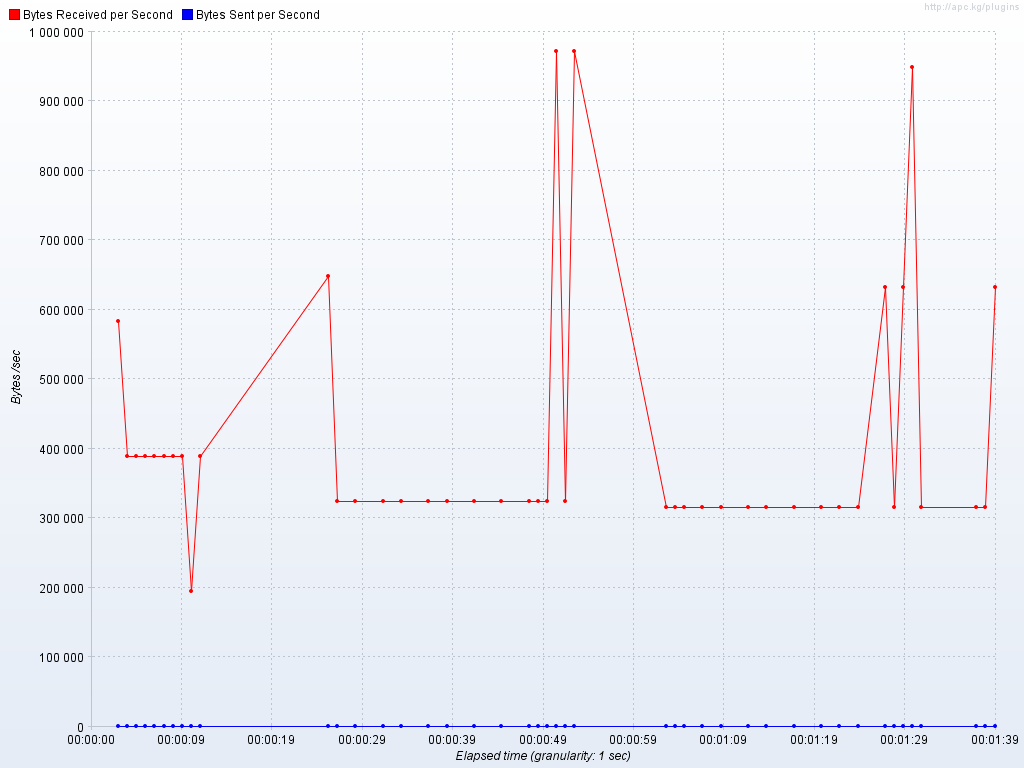 Bytes Received per Second Bytes Sent per Second
http://apc.kg/plugins
1 000 000
900 000
800 000
700 000
600 000
500 000
400 000
300 000
200 000
100 000
0
Bytes /sec
00:00:00 00:00:09 00:00:19 00:00:29 00:00:39 00:00:49 00:00:59 00:01:09 00:01:19 00:01:29 00:01:39
Elapsed time (granularity: 1 sec)